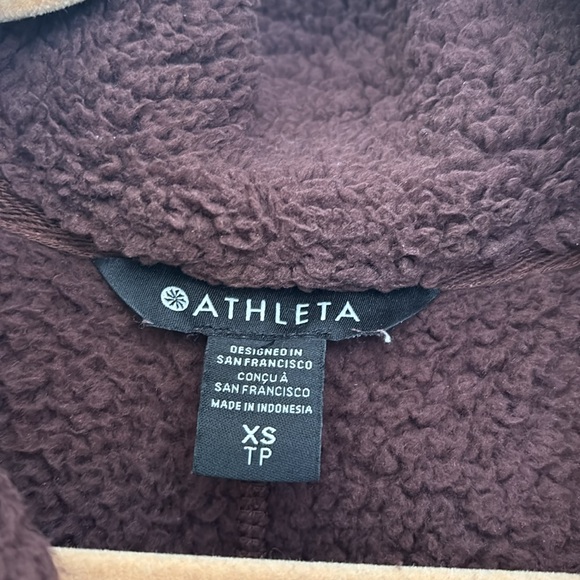 ATHLETA
DESIGNED IN
SAN FRANCISCO
CONÇU À
SAN FRANCISCO
MADE IN INDONESIA
XS
TP